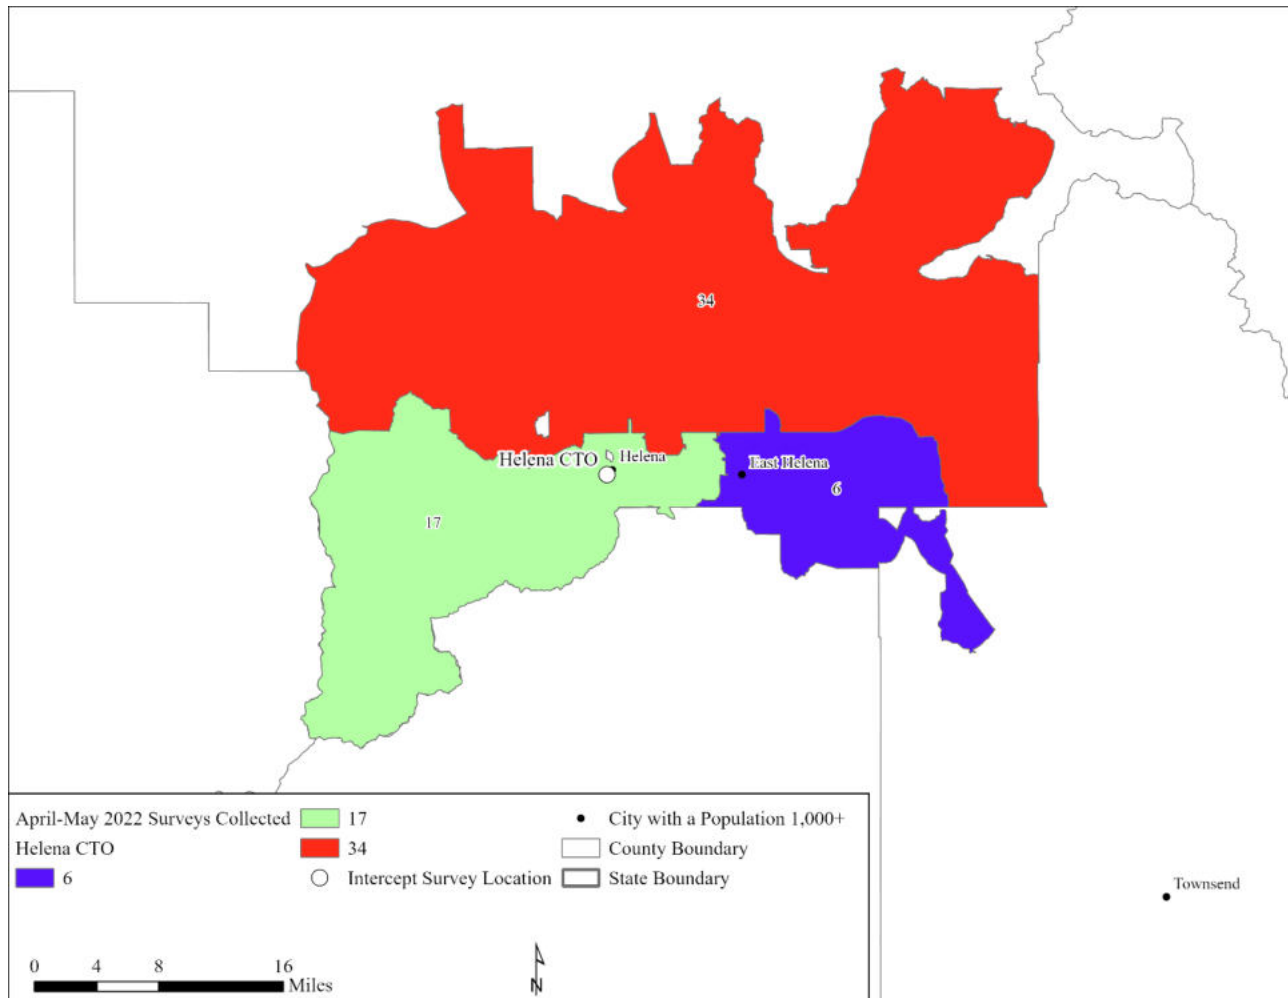 34
Helena CTO
Helena
East Helena
6
17
April-May 2022 Surveys Collected
17
City with a Population 1,000+
Helena CTO
34
County Boundary
6
Intercept Survey Location
State Boundary
Townsend
0 4 8 16
Miles
N